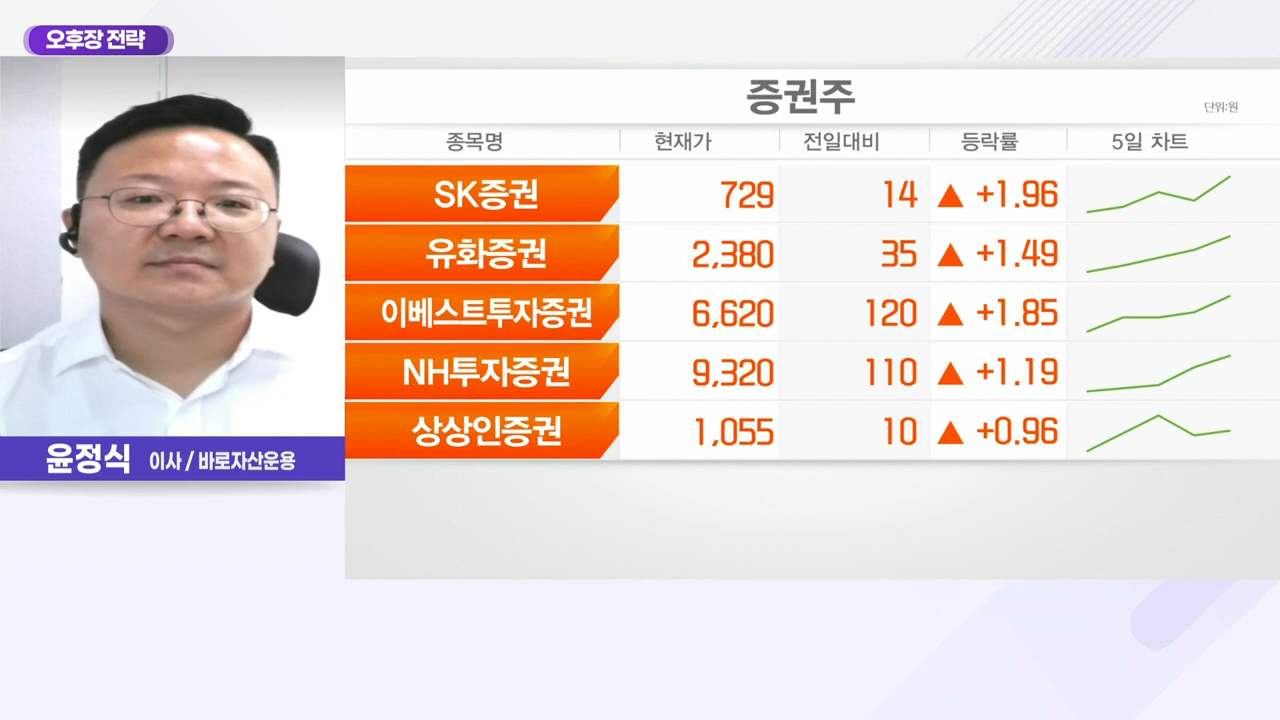 오후장 전략
증권주
단위:원
종목명 현재가 전일대비 등락률 5일 차트
SK증권 729 14 ▲ +1.96
유화증권 2,380 35 ▲ +1.49
이베스트투자증권 6,620 120 ▲ +1.85
NH투자증권 9,320 110 ▲ +1.19
상상인증권 1,055 10 ▲ +0.96
윤정식 이사 / 바로자산운용